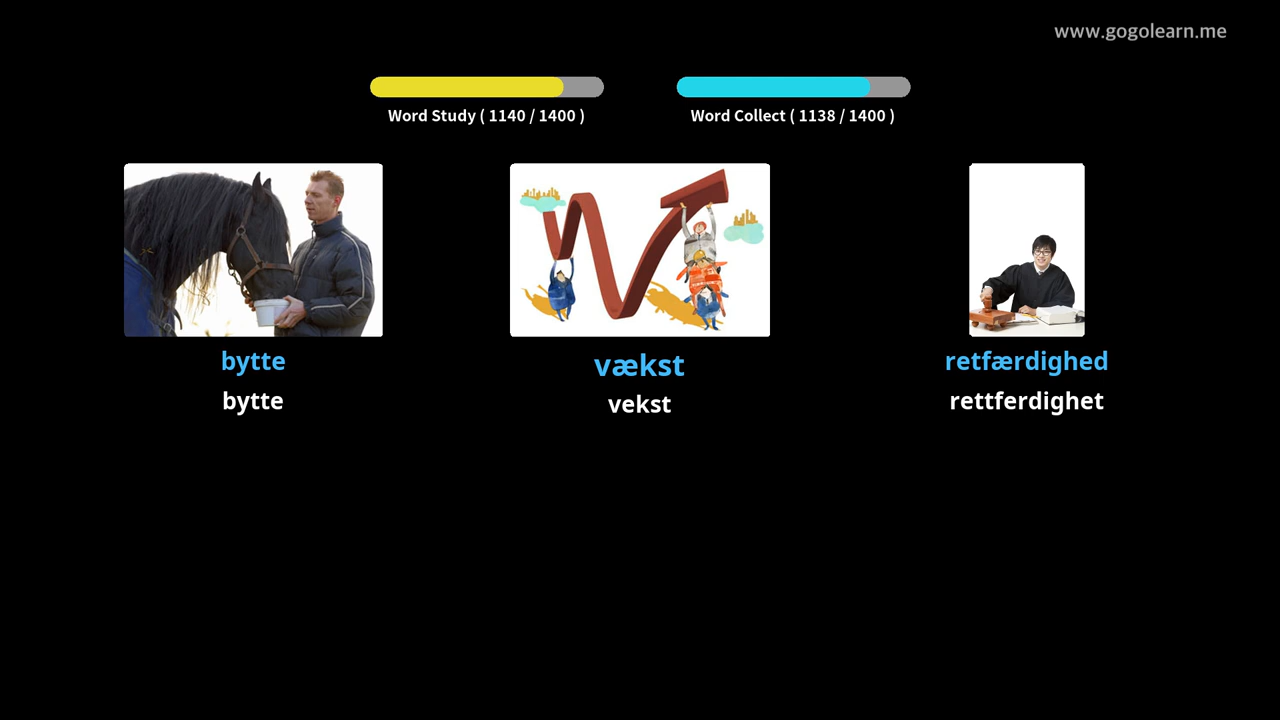 www.gogolearn.me
Word Study ( 1140 / 1400 )
Word Collect ( 1138 / 1400 )
bytte
bytte
vækst
vekst
retfærdighed
rettferdighet